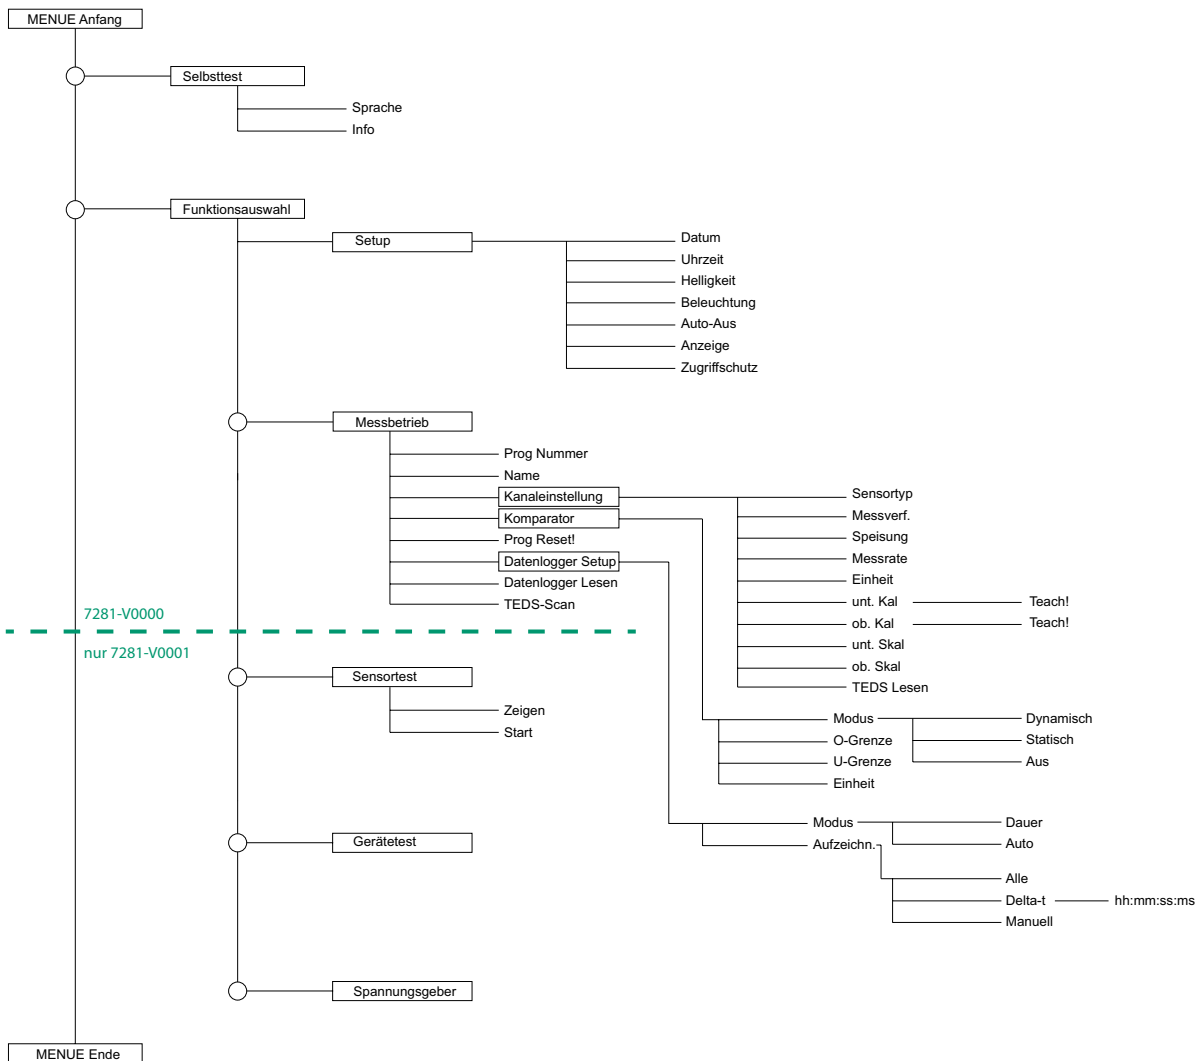 MENUE Anfang
Selbsttest
Sprache
Info
Funktionsauswahl
Setup
Datum
Uhrzeit
Helligkeit
Beleuchtung
Auto-Aus
Anzeige
Zugriffschutz
Messbetrieb
Prog Nummer
Name
Kanaleinstellung
Komparator
Prog Reset!
Datenlogger Setup
Datenlogger Lesen
TEDS-Scan
Sensortyp
Messverf.
Speisung
Messrate
Einheit
unt. Kal
Teach!
ob. Kal
Teach!
unt. Skal
ob. Skal
TEDS Lesen
7281-V0000
nur 7281-V0001
Modus
Dynamisch
Statisch
Aus
O-Grenze
U-Grenze
Einheit
Modus
Dauer
Auto
Aufzeichn.
Alle
Delta-t
hh:mm:ss:ms
Manuell
Sensortest
Zeigen
Start
Gerätetest
Spannungsgeber
MENUE Ende